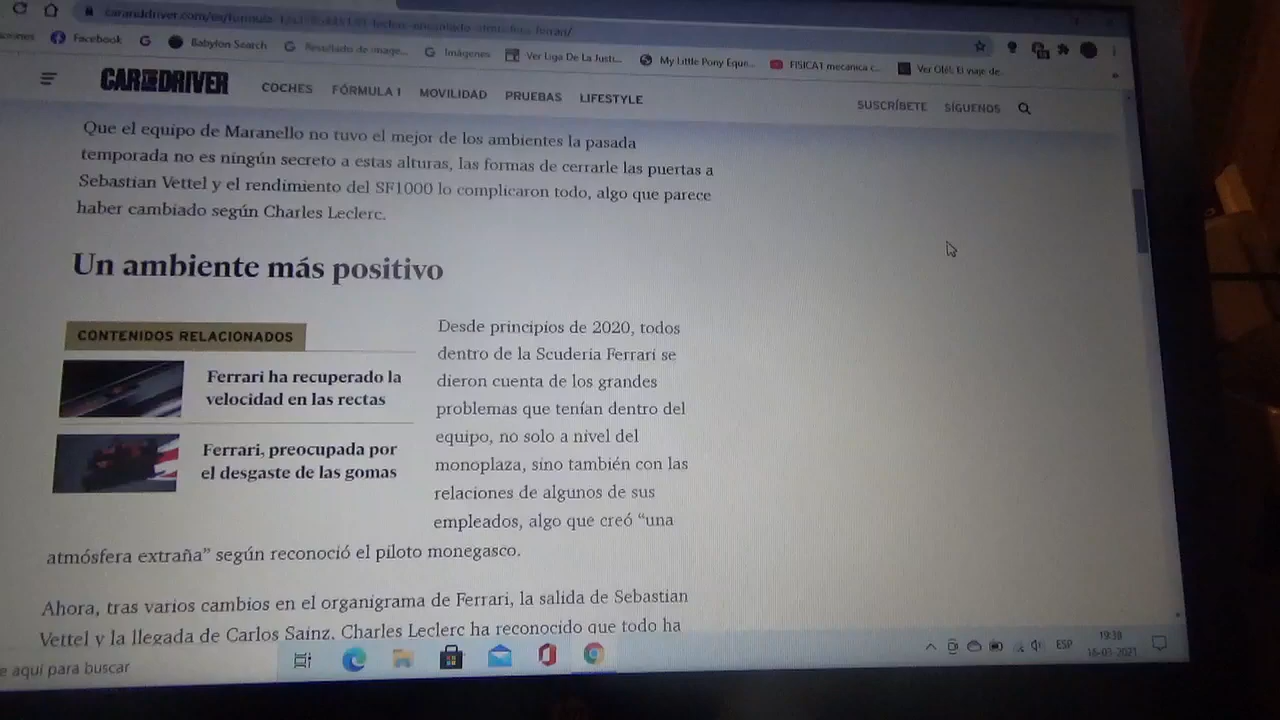 caranddriver.com/es/formula-1/
Facebook
Babylon Search
Resultado de image...
Imágenes
Ver Liga De La Justi...
My Little Pony Eque...
FISICA1 mecanica c...
Ver Olé!, El viaje de...
CAR AND DRIVER
COCHES FÓRMULA 1 MOVILIDAD PRUEBAS LIFESTYLE
SUSCRÍBETE SÍGUENOS
Que el equipo de Maranello no tuvo el mejor de los ambientes la pasada
temporada no es ningún secreto a estas alturas, las formas de cerrarle las puertas a
Sebastian Vettel y el rendimiento del SF1000 lo complicaron todo, algo que parece
haber cambiado según Charles Leclerc.
Un ambiente más positivo
CONTENIDOS RELACIONADOS
Ferrari ha recuperado la
velocidad en las rectas
Ferrari, preocupada por
el desgaste de las gomas
Desde principios de 2020, todos
dentro de la Scuderia Ferrari se
dieron cuenta de los grandes
problemas que tenían dentro del
equipo, no solo a nivel del
monoplaza, sino también con las
relaciones de algunos de sus
empleados, algo que creó “una
atmósfera extraña” según reconoció el piloto monegasco.
Ahora, tras varios cambios en el organigrama de Ferrari, la salida de Sebastian
Vettel y la llegada de Carlos Sainz, Charles Leclerc ha reconocido que todo ha
e aquí para buscar
ESP
19:38
18-03-2021